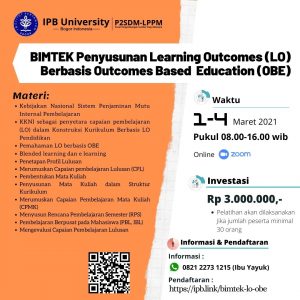 IPB University
Bogor Indonesia
P2SDM-LPPM
BIMTEK Penyusunan Learning Outcomes (LO)
Berbasis Outcomes Based Education (OBE)
Materi:
Kebijakan Nasional Sistem Penjaminan Mutu
Internal Pembelajaran
KKNI sebagai penyetara capaian pembelajaran
(LO) dalam Konstruksi Kurikulum Berbasis LO
Pendidikan
Pemahaman LO berbasis OBE
Blended learning dan e learning
Penetapan Profil Lulusan
Merumuskan Capaian pembelajaran Lulusan (CPL)
Pembentukan Mata Kuliah
Penyusunan Mata Kuliah dalam Struktur
Kurikulum
Merumuskan Capaian Pembelajaran Mata Kuliah
(CPMK)
Menyusun Rencana Pembelajaran Semester (RPS)
Pembelajaran Berpusat pada Mahasiswa (PBL, JBL)
Mengevaluasi Capaian Pembelajaran Lulusan
Waktu
1-4 Maret 2021
Pukul 08.00-16.00 wib
Online zoom
Investasi
Rp 3.000.000,-
Pelatihan akan dilaksanakan
jika jumlah peserta minimal
30 orang
Informasi & Pendaftaran
Informasi :
0821 2273 1215 (Ibu Yayuk)
Pendaftaran :
https://ipb.link/bimtek-lo-obe